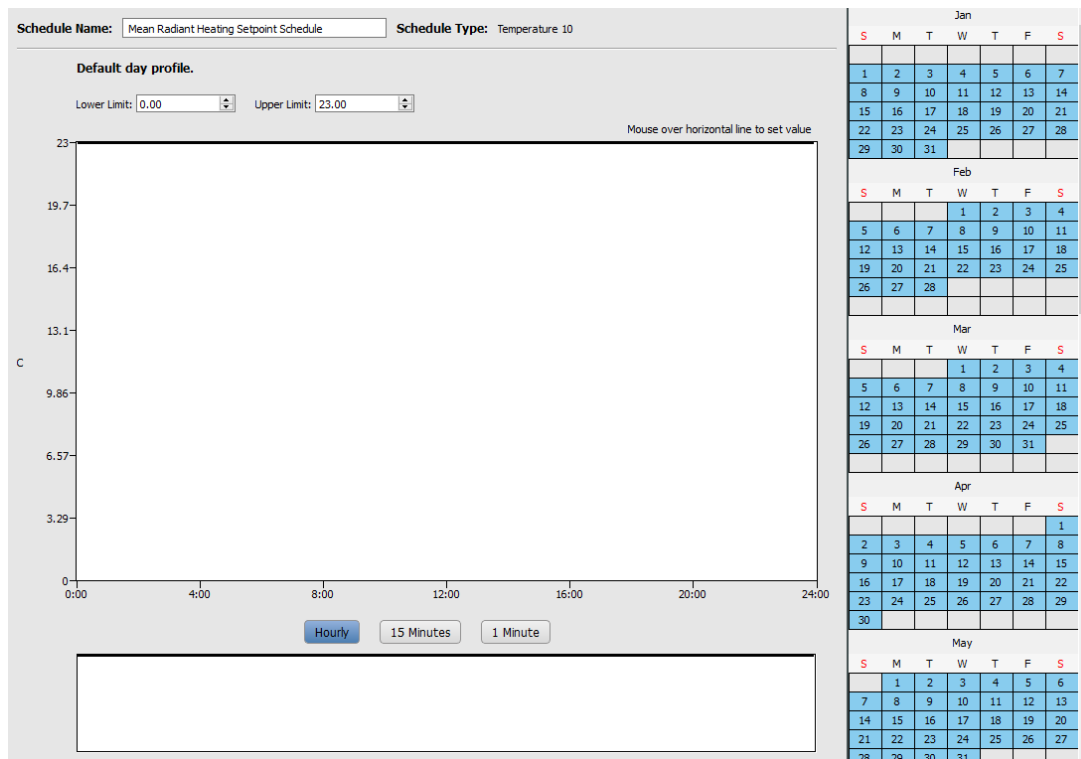 Schedule Name: Mean Radiant Heating Setpoint Schedule Schedule Type: Temperature 10
Default day profile.
Lower Limit: 0.00 Upper Limit: 23.00
Mouse over horizontal line to set value
23
19.7
16.4
13.1
C
9.86
6.57
3.29
0
0:00 4:00 8:00 12:00 16:00 20:00 24:00
Hourly 15 Minutes 1 Minute
Jan
S M T W T F S
1 2 3 4 5 6 7
8 9 10 11 12 13 14
15 16 17 18 19 20 21
22 23 24 25 26 27 28
29 30 31
Feb
S M T W T F S
1 2 3 4
5 6 7 8 9 10 11
12 13 14 15 16 17 18
19 20 21 22 23 24 25
26 27 28
Mar
S M T W T F S
1 2 3 4
5 6 7 8 9 10 11
12 13 14 15 16 17 18
19 20 21 22 23 24 25
26 27 28 29 30 31
Apr
S M T W T F S
1
2 3 4 5 6 7 8
9 10 11 12 13 14 15
16 17 18 19 20 21 22
23 24 25 26 27 28 29
30
May
S M T W T F S
1 2 3 4 5 6
7 8 9 10 11 12 13
14 15 16 17 18 19 20
21 22 23 24 25 26 27
28 29 30 31